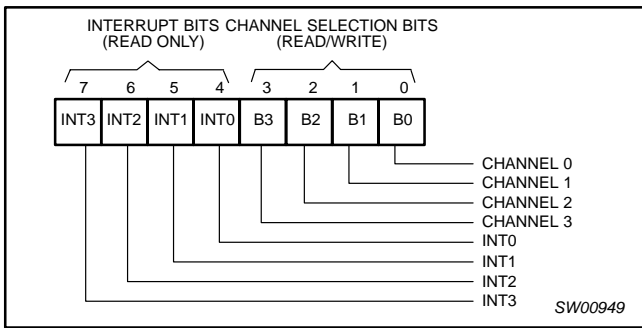 INTERRUPT BITS CHANNEL SELECTION BITS
(READ ONLY) (READ/WRITE)
7 6 5 4 3 2 1 0
INT3 INT2 INT1 INT0 B3 B2 B1 B0
CHANNEL 0
CHANNEL 1
CHANNEL 2
CHANNEL 3
INT0
INT1
INT2
INT3
SW00949